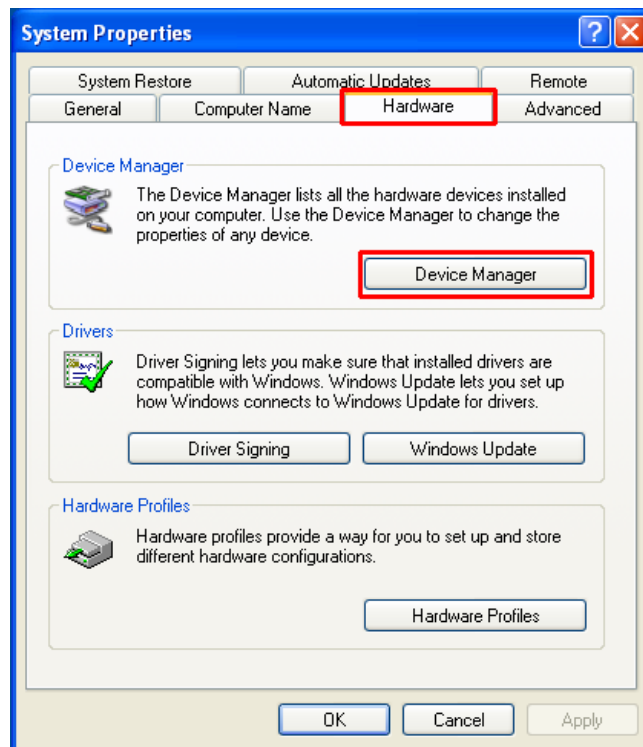 System Properties
System Restore Automatic Updates Remote
General Computer Name Hardware Advanced
Device Manager
The Device Manager lists all the hardware devices installed
on your computer. Use the Device Manager to change the
properties of any device.
Device Manager
Drivers
Driver Signing lets you make sure that installed drivers are
compatible with Windows. Windows Update lets you set up
how Windows connects to Windows Update for drivers.
Driver Signing Windows Update
Hardware Profiles
Hardware profiles provide a way for you to set up and store
different hardware configurations.
Hardware Profiles
OK Cancel Apply